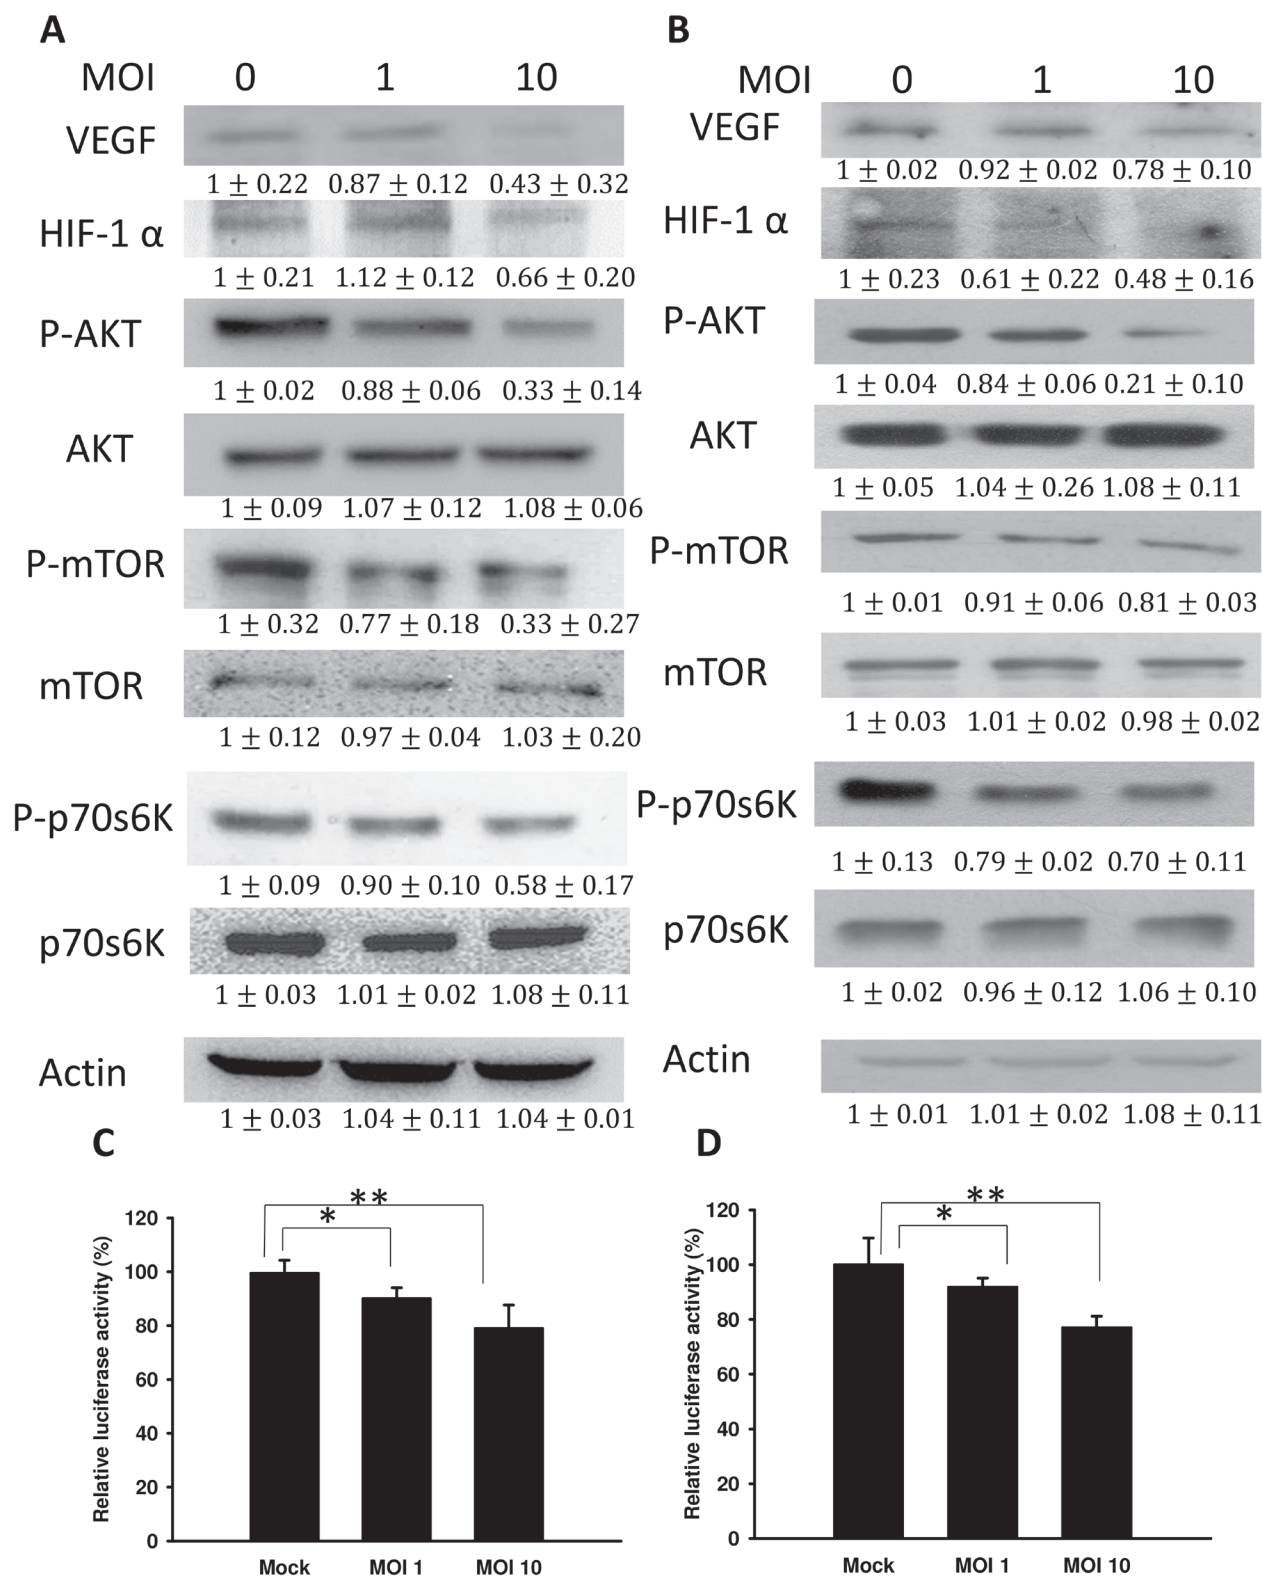 A
MOI 0 1 10
VEGF
1 ± 0.22 0.87 ± 0.12 0.43 ± 0.32
HIF-1 α
1 ± 0.21 1.12 ± 0.12 0.66 ± 0.20
P-AKT
1 ± 0.02 0.88 ± 0.06 0.33 ± 0.14
AKT
1 ± 0.09 1.07 ± 0.12 1.08 ± 0.06
P-mTOR
1 ± 0.32 0.77 ± 0.18 0.33 ± 0.27
mTOR
1 ± 0.12 0.97 ± 0.04 1.03 ± 0.20
P-p70s6K
1 ± 0.09 0.90 ± 0.10 0.58 ± 0.17
p70s6K
1 ± 0.03 1.01 ± 0.02 1.08 ± 0.11
Actin
1 ± 0.03 1.04 ± 0.11 1.04 ± 0.01
B
MOI 0 1 10
VEGF
1 ± 0.02 0.92 ± 0.02 0.78 ± 0.10
HIF-1 α
1 ± 0.23 0.61 ± 0.22 0.48 ± 0.16
P-AKT
1 ± 0.04 0.84 ± 0.06 0.21 ± 0.10
AKT
1 ± 0.05 1.04 ± 0.26 1.08 ± 0.11
P-mTOR
1 ± 0.01 0.91 ± 0.06 0.81 ± 0.03
mTOR
1 ± 0.03 1.01 ± 0.02 0.98 ± 0.02
P-p70s6K
1 ± 0.13 0.79 ± 0.02 0.70 ± 0.11
p70s6K
1 ± 0.02 0.96 ± 0.12 1.06 ± 0.10
Actin
1 ± 0.01 1.01 ± 0.02 1.08 ± 0.11
C
Relative luciferase activity (%)
**
*
120
100
80
60
40
20
0
Mock MOI 1 MOI 10
D
Relative luciferase activity (%)
**
*
120
100
80
60
40
20
0
Mock MOI 1 MOI 10